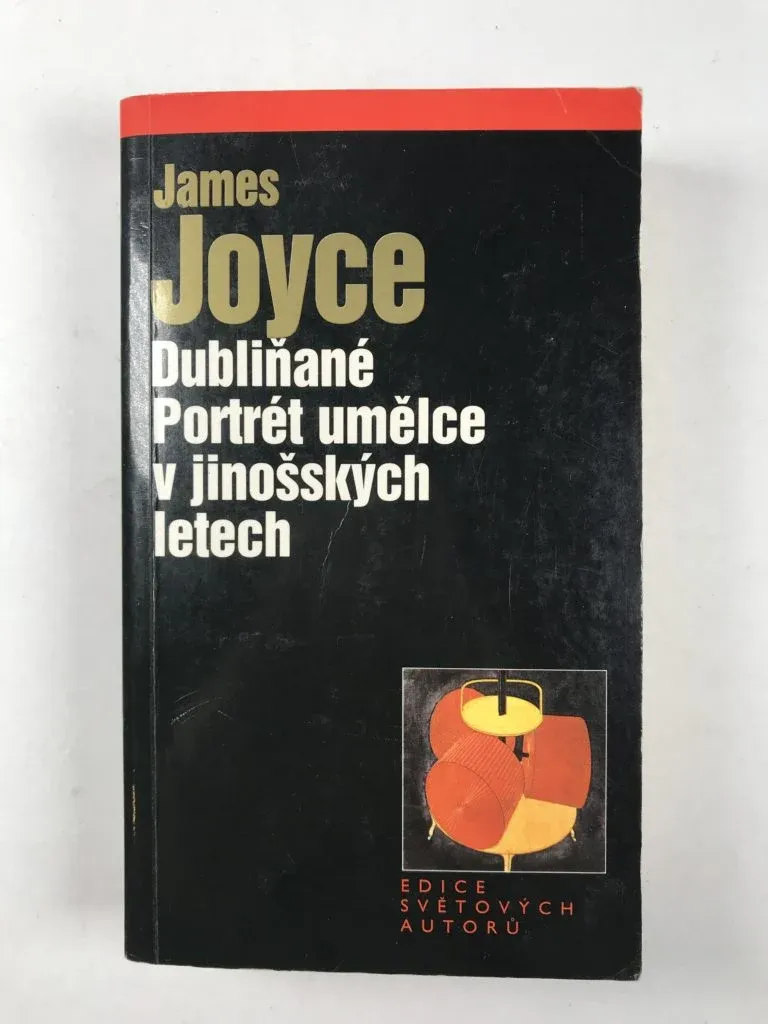 James
Joyce
Dubliňané
Portrét umělce
v jinošských
letech
EDICE
SVĚTOVÝCH
AUTORŮ